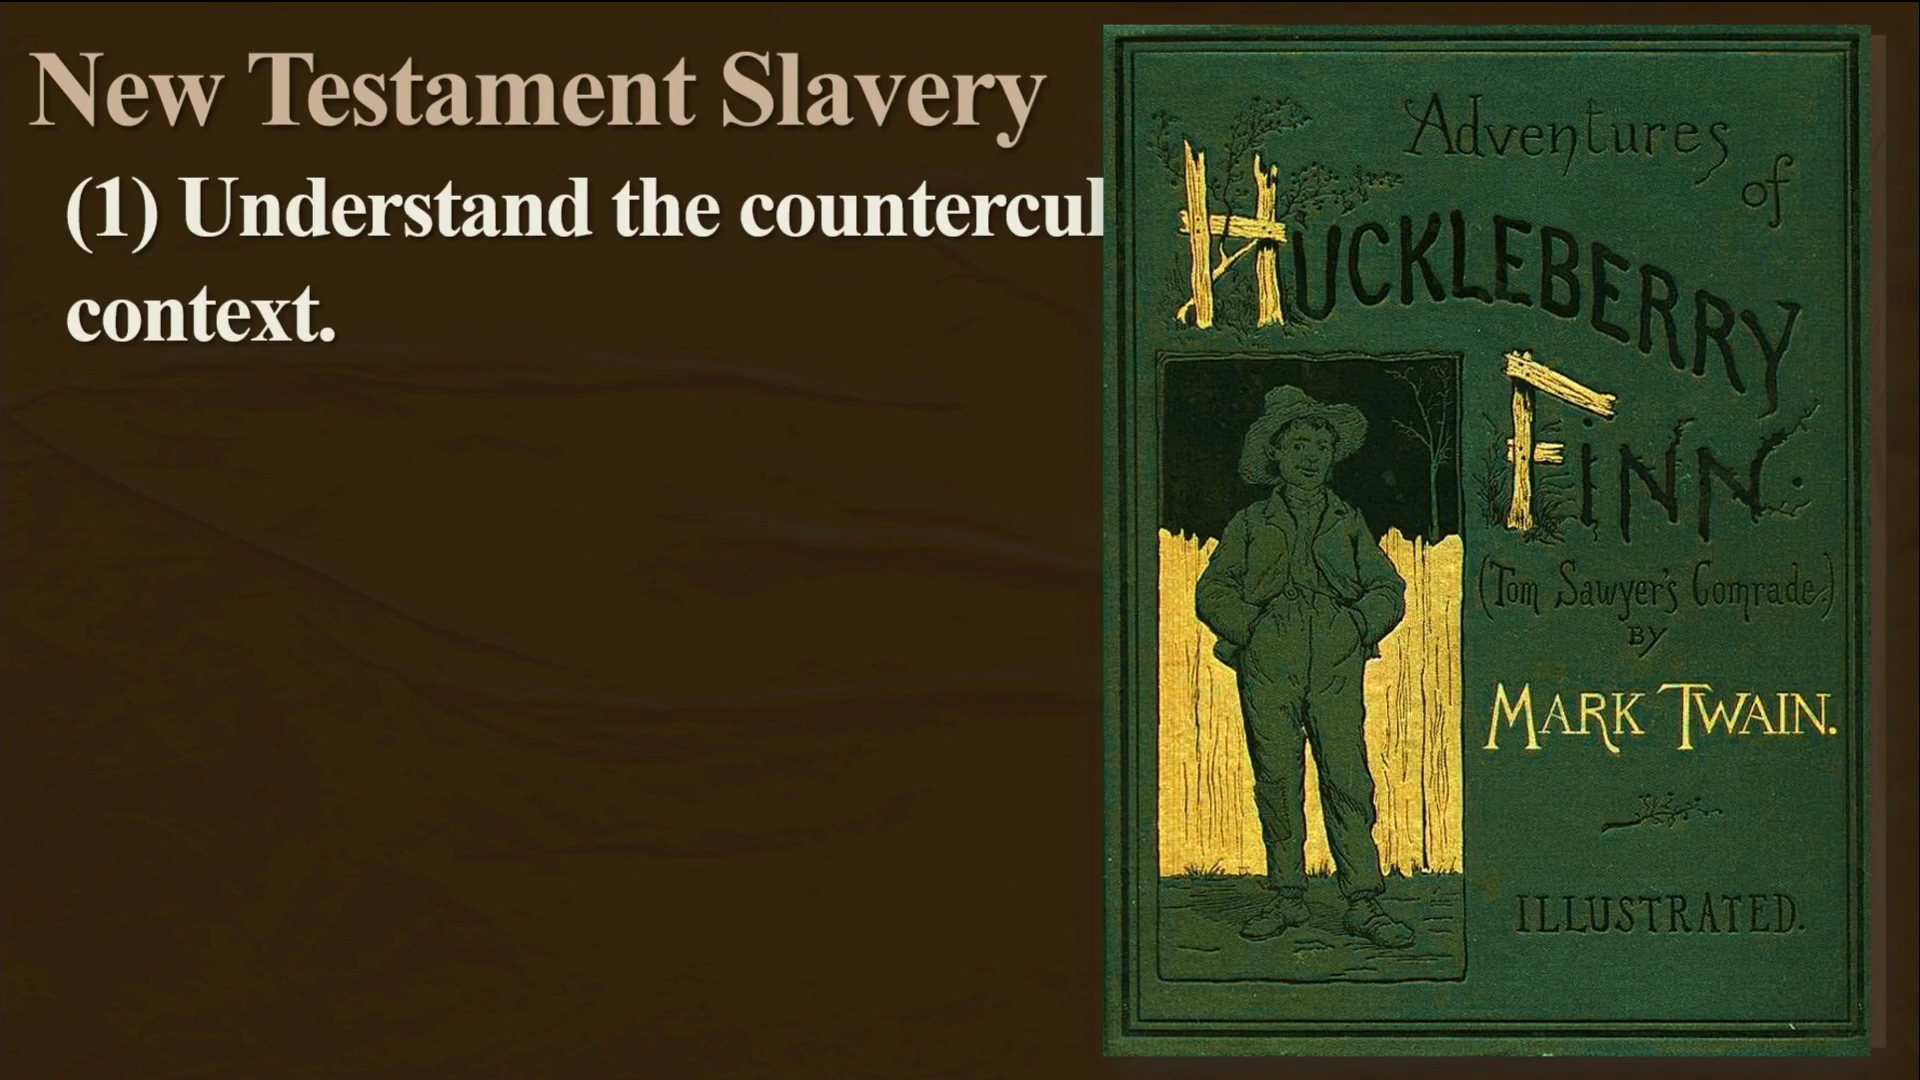 New Testament Slavery
(1) Understand the countercul
context.
Adventures
of
HUCKLEBERRY
FINN.
(Tom Sawyer's Comrade.)
BY
MARK TWAIN.
ILLUSTRATED.